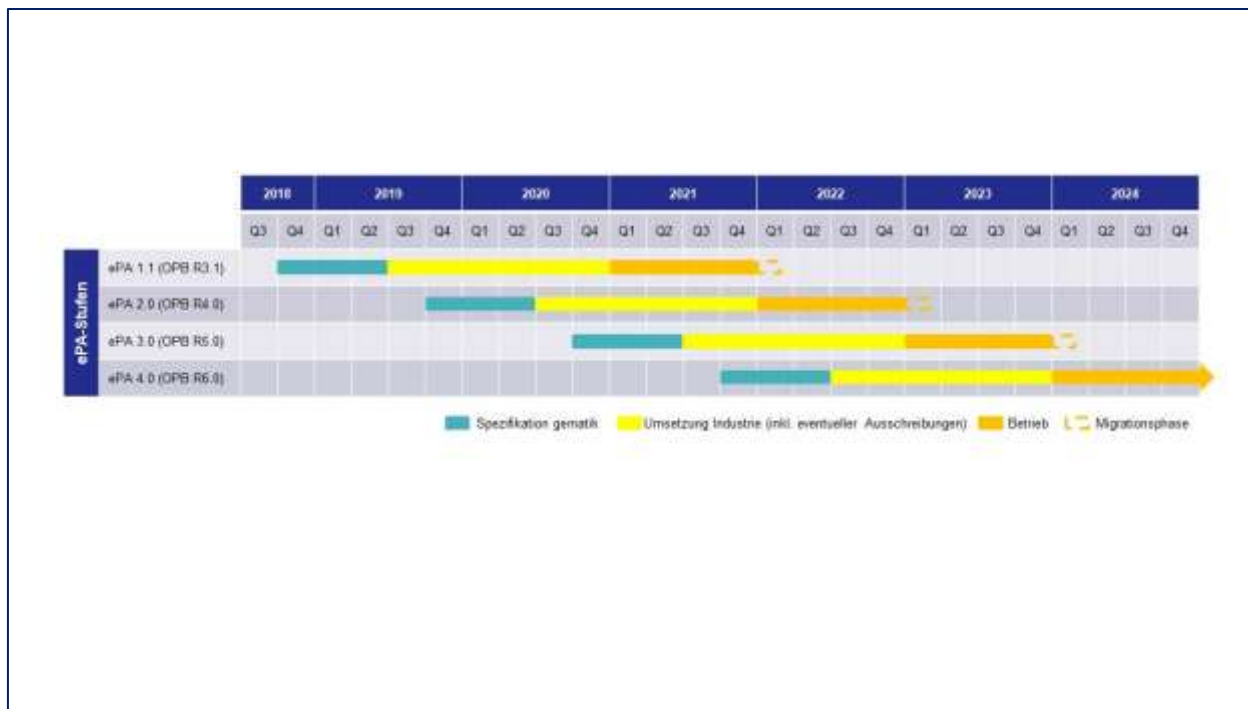 2018 2019 2020 2021 2022 2023 2024
Q3 Q4 Q1 Q2 Q3 Q4 Q1 Q2 Q3 Q4 Q1 Q2 Q3 Q4 Q1 Q2 Q3 Q4 Q1 Q2 Q3 Q4 Q1 Q2 Q3 Q4
ePA-Stufen
ePA 1.1 (OPB R3.1)
ePA 2.0 (OPB R4.0)
ePA 3.0 (OPB R5.0)
ePA 4.0 (OPB R6.0)
Spezifikation gematik Umsetzung Industrie (inkl. eventueller Ausschreibungen) Betrieb Migrationsphase